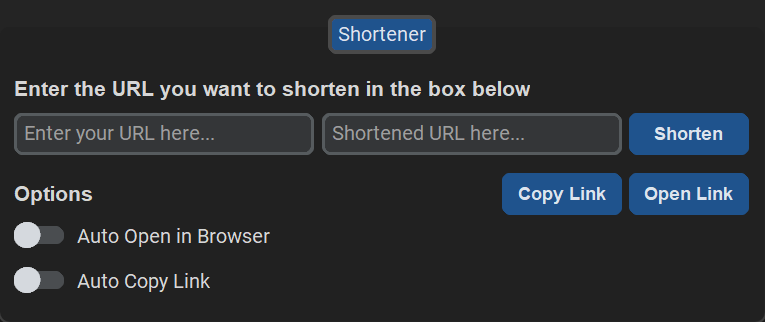 Shortener
Enter the URL you want to shorten in the box below
Enter your URL here... Shortened URL here... Shorten
Options Copy Link Open Link
Auto Open in Browser
Auto Copy Link